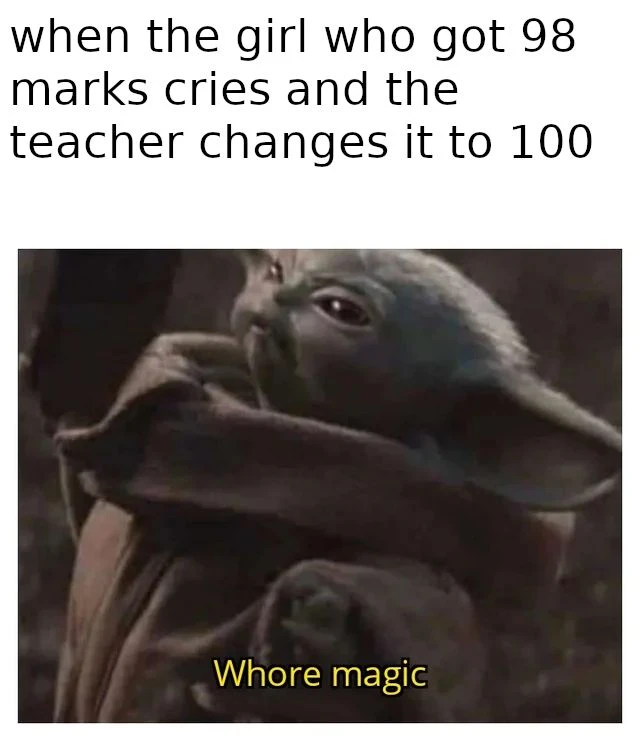 when the girl who got 98
marks cries and the
teacher changes it to 100
Whore magic